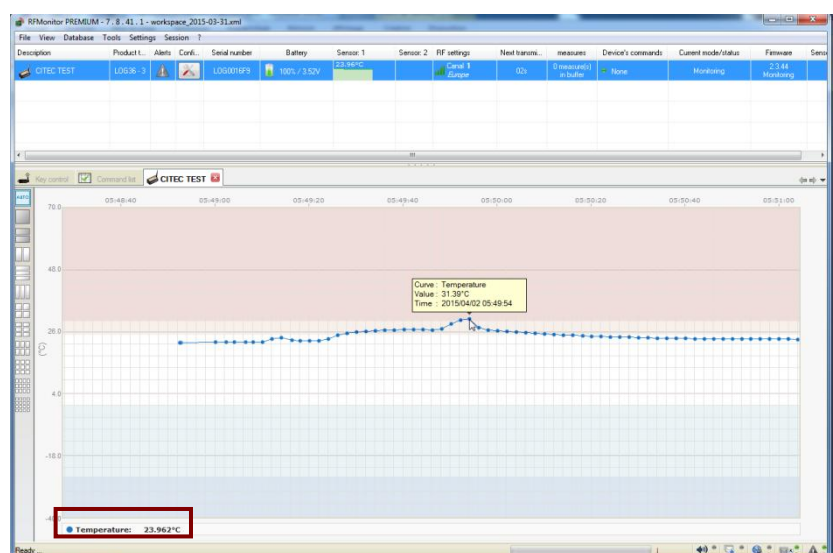 RFMonitor PREMIUM - 7 . 8 . 41 . 1 - workspace_2015-03-31.xml
File View Database Tools Settings Session ?
Description Product t... Alerts Confi... Serial number Battery Sensor: 1 Sensor: 2 RF settings Next transmi... measures Device's commands Current mode/status Firmware Sens
CITEC TEST LOG36 - 3 LOG0016F9 100% / 3.52V 23.96°C Canal 1 Europe 02s 0 measure(s) in buffer None Monitoring 2.3.44 Monitoring
Key control Command list CITEC TEST
AUTO
05:48:40 05:49:00 05:49:20 05:49:40 05:50:00 05:50:20 05:50:40 05:51:00
70.0
48.0
Curve : Temperature
Value : 31.39°C
Time : 2015/04/02 05:49:54
26.0
4.0
-18.0
Temperature: 23.962°C
Ready ...